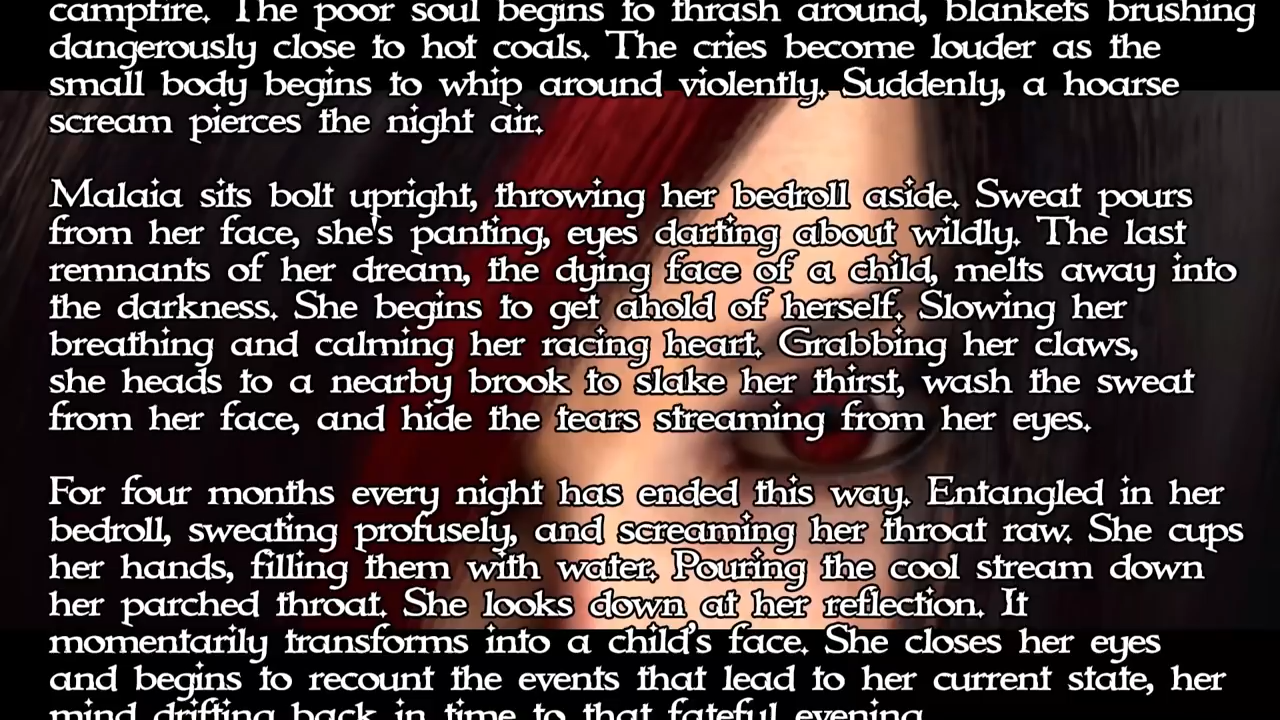 campfire. The poor soul begins to thrash around, blankets brushing
dangerously close to hot coals. The cries become louder as the
small body begins to whip around violently. Suddenly, a hoarse
scream pierces the night air.
Malaia sits bolt upright, throwing her bedroll aside. Sweat pours
from her face, she's panting, eyes darting about wildly. The last
remnants of her dream, the dying face of a child, melts away into
the darkness. She begins to get ahold of herself. Slowing her
breathing and calming her racing heart. Grabbing her claws,
she heads to a nearby brook to slake her thirst, wash the sweat
from her face, and hide the tears streaming from her eyes.
For four months every night has ended this way. Entangled in her
bedroll, sweating profusely, and screaming her throat raw. She cups
her hands, filling them with water. Pouring the cool stream down
her parched throat. She looks down at her reflection. It
momentarily transforms into a child's face. She closes her eyes
and begins to recount the events that lead to her current state, her
mind drifting back in time to that fateful evening